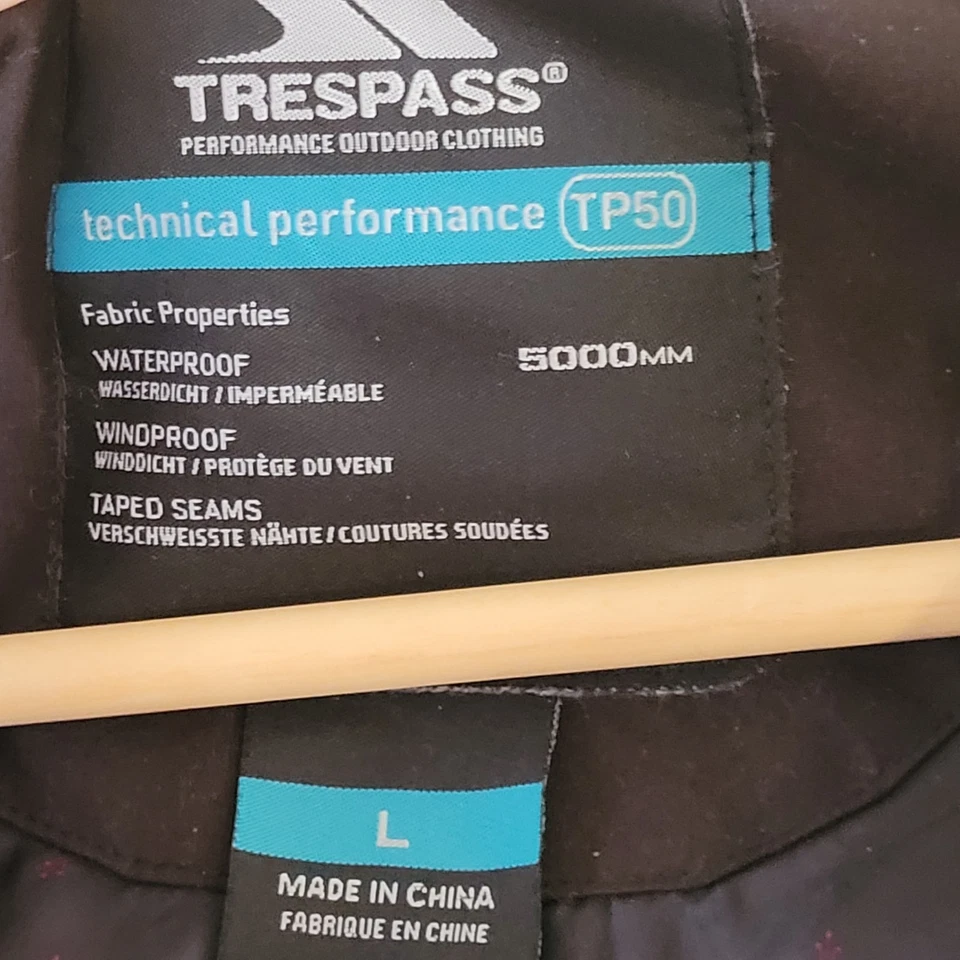 TRESPASS®
PERFORMANCE OUTDOOR CLOTHING
technical performance TP50
Fabric Properties
WATERPROOF 5000MM
WASSERDICHT / IMPERMÉABLE
WINDPROOF
WINDDICHT / PROTÈGE DU VENT
TAPED SEAMS
VERSCHWEISSTE NÄHTE / COUTURES SOUDÉES
L
MADE IN CHINA
FABRIQUE EN CHINE